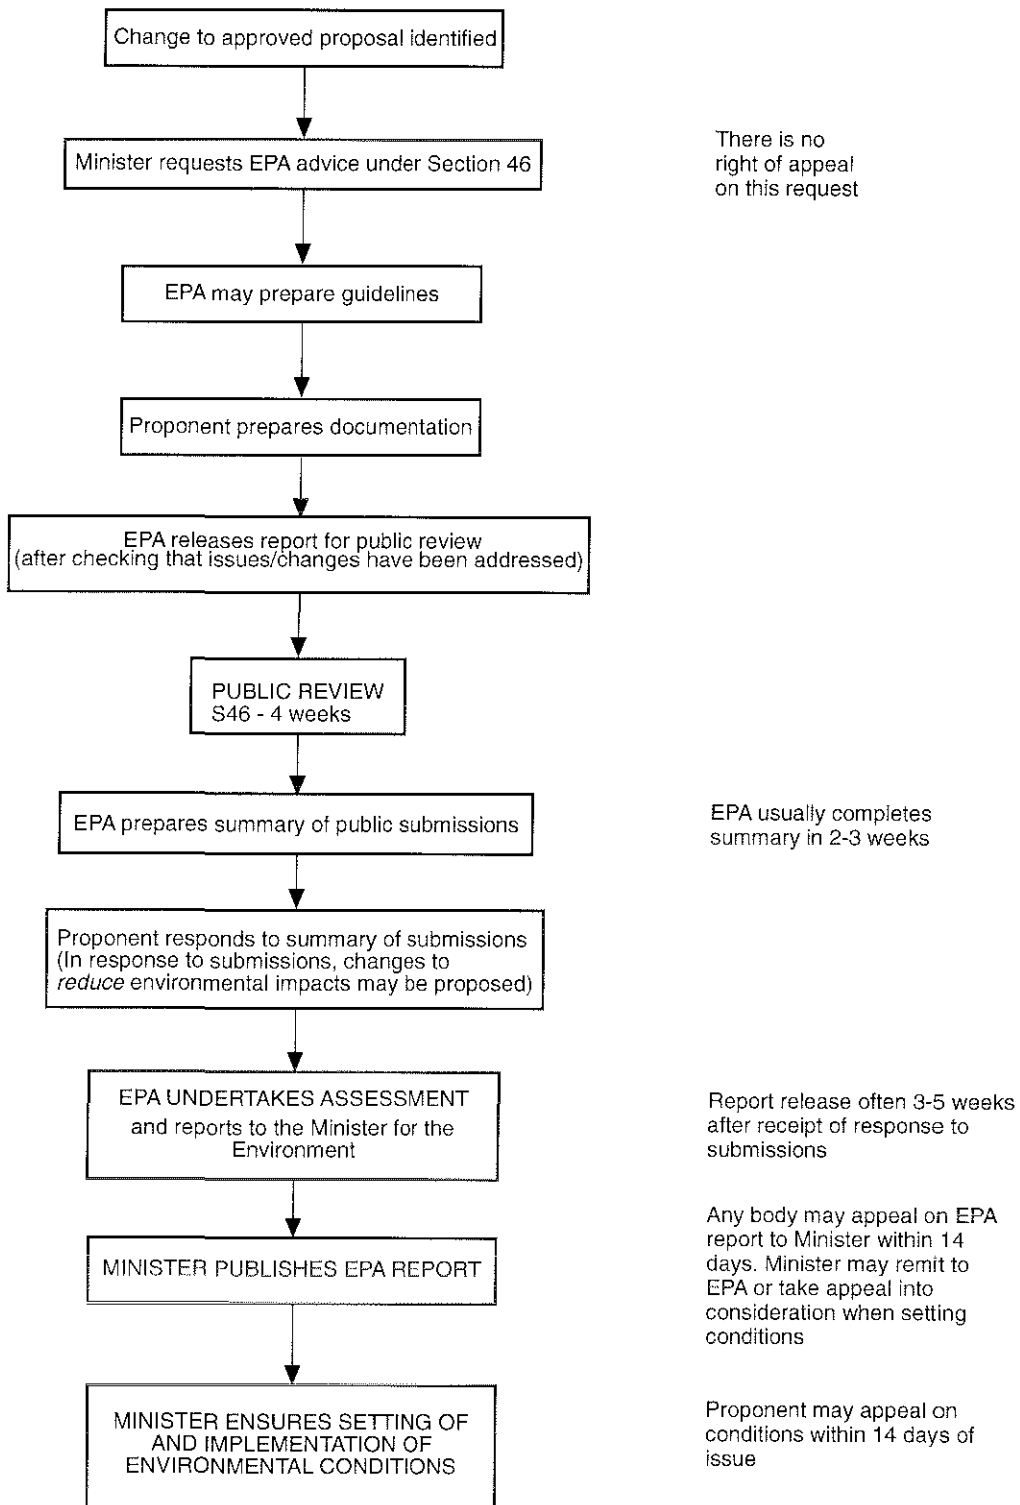 Change to approved proposal identified
Minister requests EPA advice under Section 46
There is no
right of appeal
on this request
EPA may prepare guidelines
Proponent prepares documentation
EPA releases report for public review
(after checking that issues/changes have been addressed)
PUBLIC REVIEW
S46 - 4 weeks
EPA prepares summary of public submissions
EPA usually completes
summary in 2-3 weeks
Proponent responds to summary of submissions
(In response to submissions, changes to
reduce environmental impacts may be proposed)
EPA UNDERTAKES ASSESSMENT
and reports to the Minister for the
Environment
Report release often 3-5 weeks
after receipt of response to
submissions
MINISTER PUBLISHES EPA REPORT
Any body may appeal on EPA
report to Minister within 14
days. Minister may remit to
EPA or take appeal into
consideration when setting
conditions
MINISTER ENSURES SETTING OF
AND IMPLEMENTATION OF
ENVIRONMENTAL CONDITIONS
Proponent may appeal on
conditions within 14 days of
issue